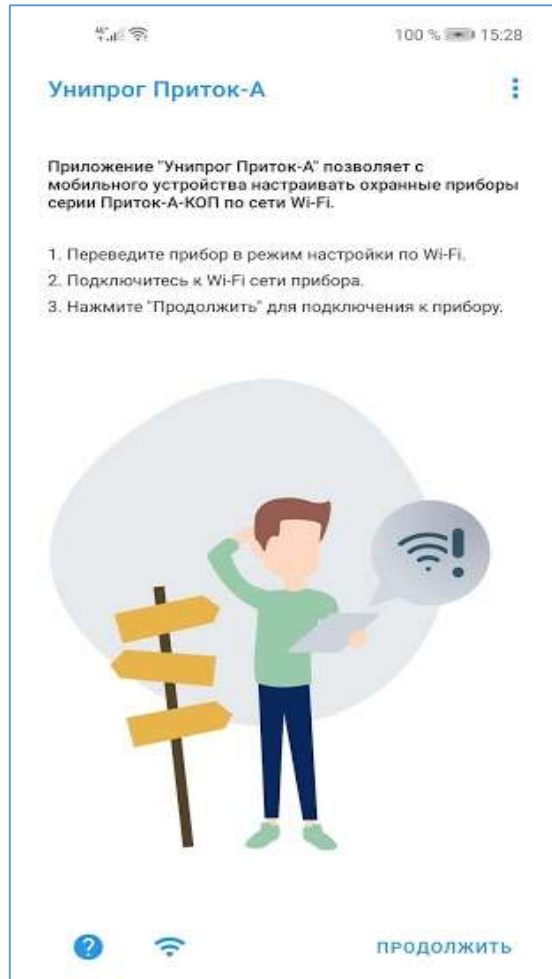 100 % 15:28
Унипрог Приток-А
Приложение "Унипрог Приток-А" позволяет с
мобильного устройства настраивать охранные приборы
серии Приток-А-КОП по сети Wi-Fi.
1. Переведите прибор в режим настройки по Wi-Fi.
2. Подключитесь к Wi-Fi сети прибора.
3. Нажмите "Продолжить" для подключения к прибору.
ПРОДОЛЖИТЬ